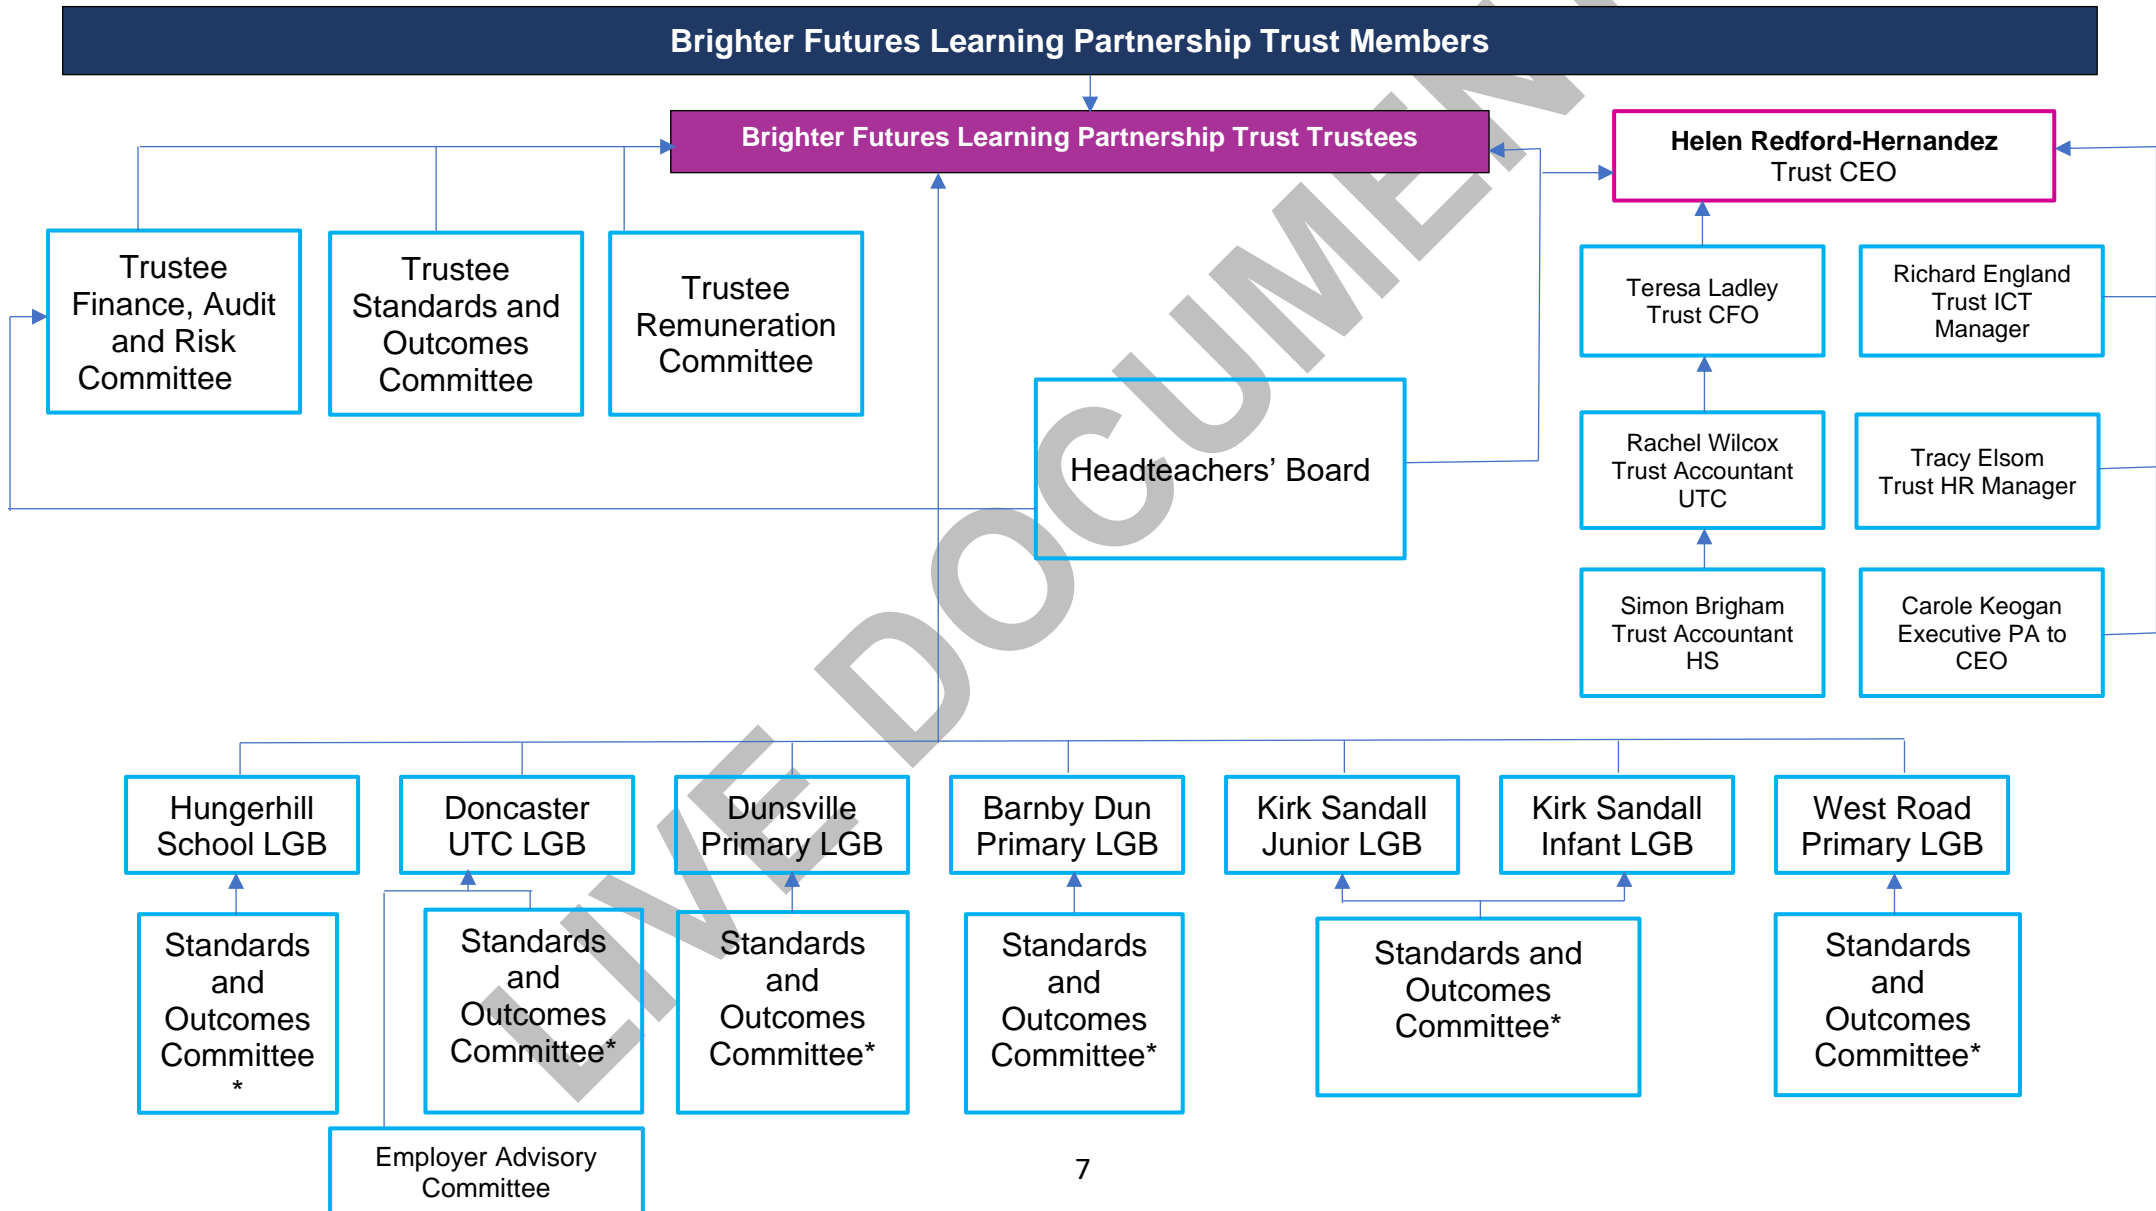 Brighter Futures Learning Partnership Trust Members
Brighter Futures Learning Partnership Trust Trustees
Helen Redford-Hernandez
Trust CEO
Trustee
Finance, Audit
and Risk
Committee
Trustee
Standards and
Outcomes
Committee
Trustee
Remuneration
Committee
Headteachers’ Board
Teresa Ladley
Trust CFO
Richard England
Trust ICT
Manager
Rachel Wilcox
Trust Accountant
UTC
Tracy Elsom
Trust HR Manager
Simon Brigham
Trust Accountant
HS
Carole Keogan
Executive PA to
CEO
Hungerhill
School LGB
Doncaster
UTC LGB
Dunsville
Primary LGB
Barnby Dun
Primary LGB
Kirk Sandall
Junior LGB
Kirk Sandall
Infant LGB
West Road
Primary LGB
Standards
and
Outcomes
Committee
*
Standards
and
Outcomes
Committee*
Standards
and
Outcomes
Committee*
Standards
and
Outcomes
Committee*
Standards and
Outcomes
Committee*
Standards
and
Outcomes
Committee*
Employer Advisory
Committee
7
LIVE DOCUMENT